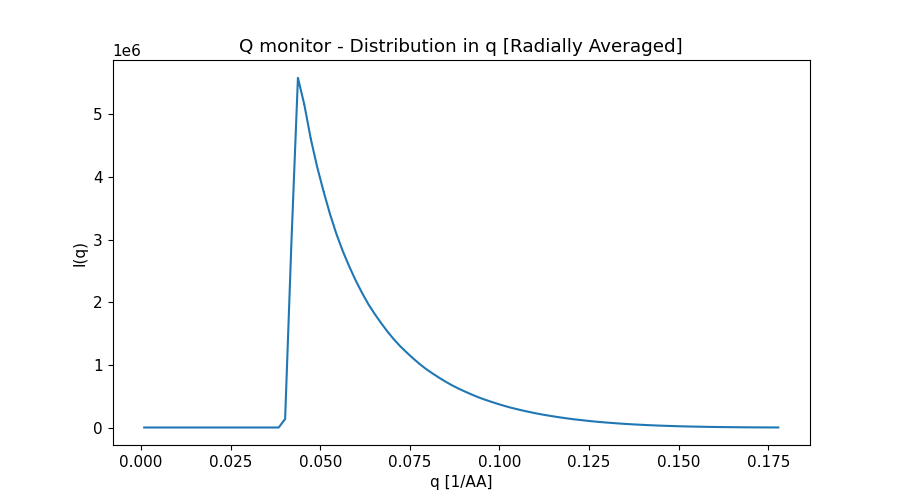 Q monitor - Distribution in q [Radially Averaged]
1e6
5
4
3
2
1
0
I(q)
0.000 0.025 0.050 0.075 0.100 0.125 0.150 0.175
q [1/AA]